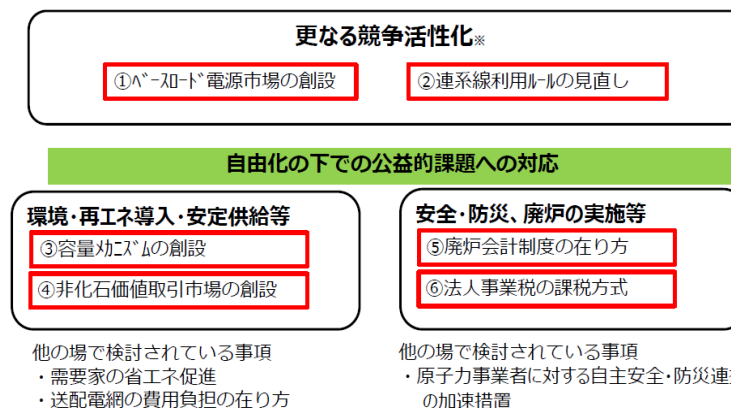 更なる競争活性化※
①ﾍﾞｰｽﾛｰﾄﾞ電源市場の創設
②連系線利用ﾙｰﾙの見直し
自由化の下での公益的課題への対応
環境・再エネ導入・安定供給等
③容量ﾒｶﾆｽﾞﾑの創設
④非化石価値取引市場の創設
他の場で検討されている事項
・需要家の省エネ促進
・送配電網の費用負担の在り方
安全・防災、廃炉の実施等
⑤廃炉会計制度の在り方
⑥法人事業税の課税方式
他の場で検討されている事項
・原子力事業者に対する自主安全・防災連
の加速措置